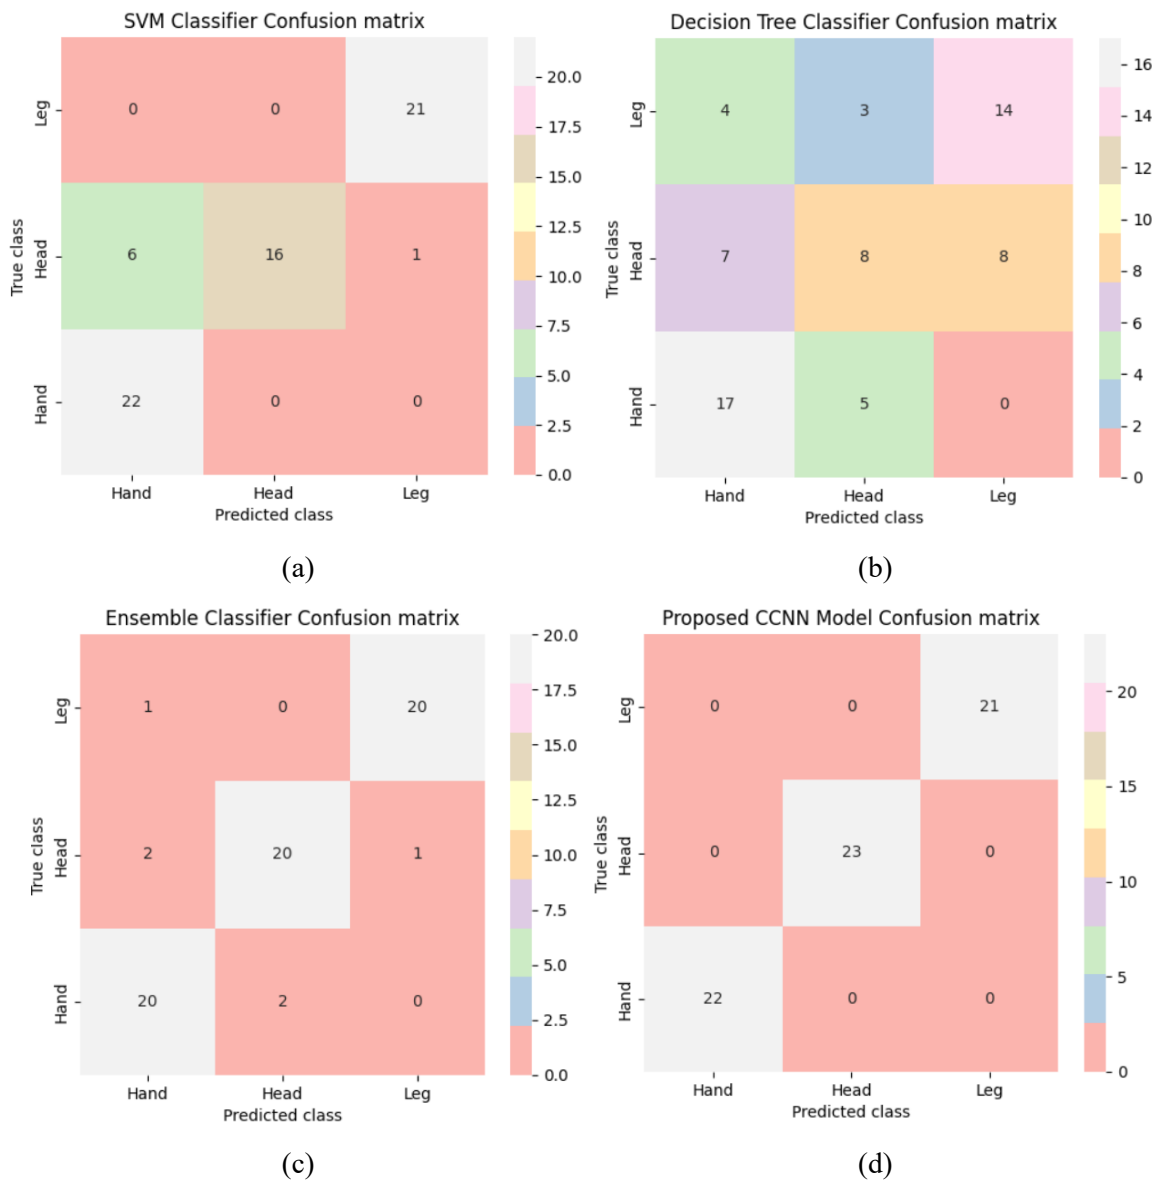 SVM Classifier Confusion matrix
True class
Leg
Head
Hand
0 0 21
6 16 1
22 0 0
Hand Head Leg
Predicted class
20.0
17.5
15.0
12.5
10.0
7.5
5.0
2.5
0.0
(a)
Decision Tree Classifier Confusion matrix
True class
Leg
Head
Hand
4 3 14
7 8 8
17 5 0
Hand Head Leg
Predicted class
16
14
12
10
8
6
4
2
0
(b)
Ensemble Classifier Confusion matrix
True class
Leg
Head
Hand
1 0 20
2 20 1
20 2 0
Hand Head Leg
Predicted class
20.0
17.5
15.0
12.5
10.0
7.5
5.0
2.5
0.0
(c)
Proposed CCNN Model Confusion matrix
True class
Leg
Head
Hand
0 0 21
0 23 0
22 0 0
Hand Head Leg
Predicted class
20
15
10
5
0
(d)